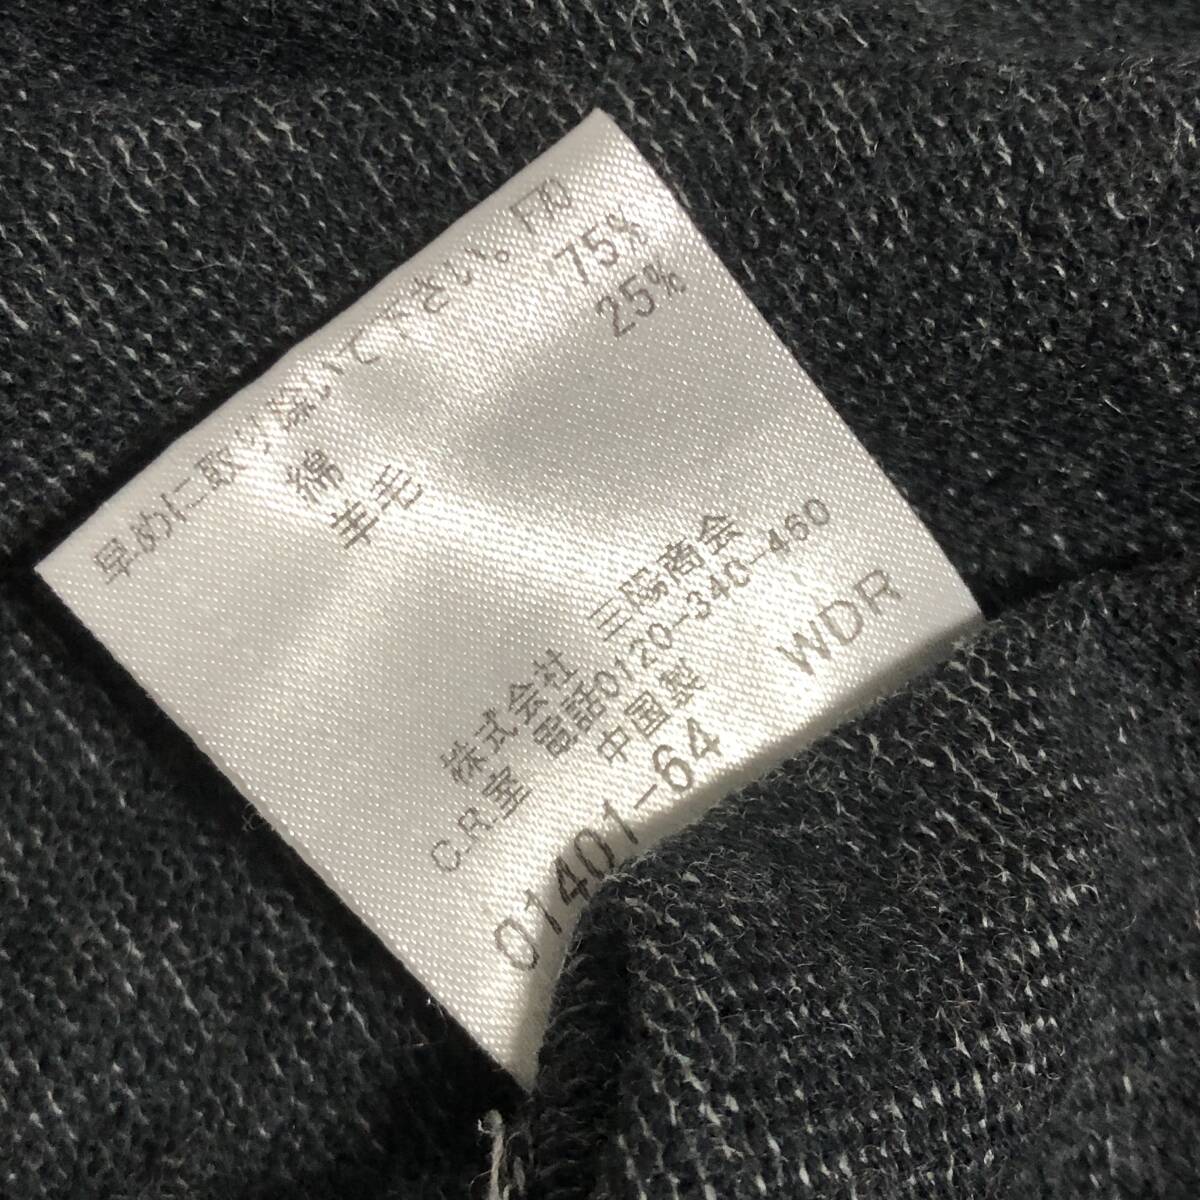 早めに取り除いて下さい。
綿 75%
羊毛 25%
株式会社 三陽商会
C.R室 電話0120-340-460
中国製
01401-64 WDR